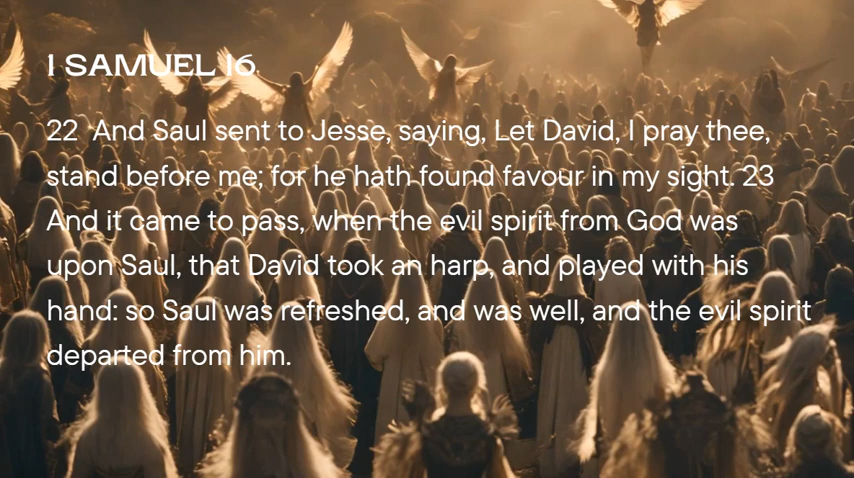 I SAMUEL 16
22 And Saul sent to Jesse, saying, Let David, I pray thee,
stand before me; for he hath found favour in my sight. 23
And it came to pass, when the evil spirit from God was
upon Saul, that David took an harp, and played with his
hand: so Saul was refreshed, and was well, and the evil spirit
departed from him.